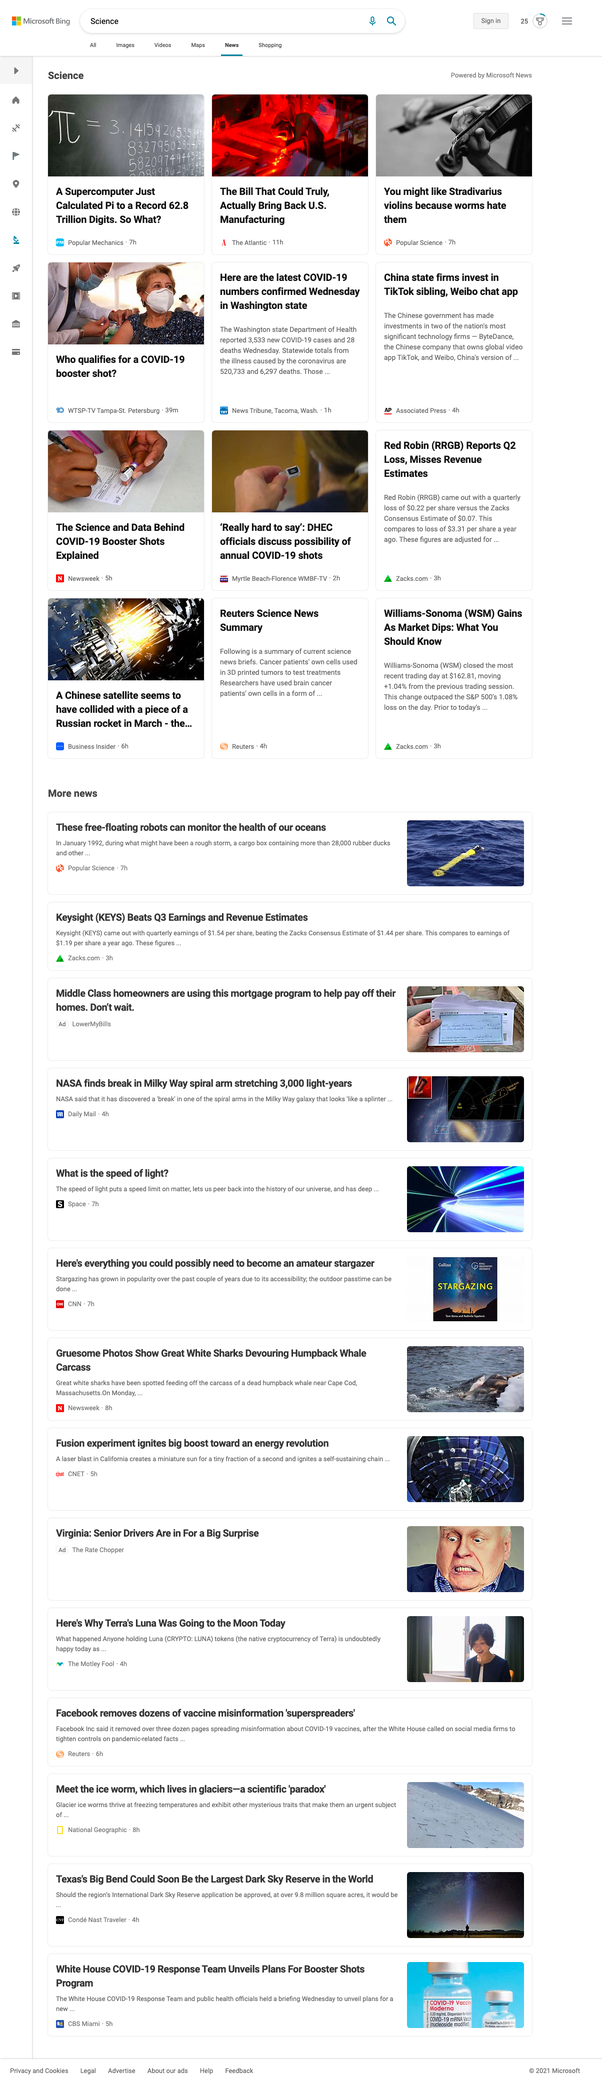 Microsoft Bing
Science
Sign in
25
All Images Videos Maps News Shopping
Science
Powered by Microsoft News
π = 3.14159265
A Supercomputer Just
Calculated Pi to a Record 62.8
Trillion Digits. So What?
Popular Mechanics · 7h
The Bill That Could Truly,
Actually Bring Back U.S.
Manufacturing
The Atlantic · 11h
You might like Stradivarius
violins because worms hate
them
Popular Science · 7h
Who qualifies for a COVID-19
booster shot?
WTSP-TV Tampa-St. Petersburg · 39m
Here are the latest COVID-19
numbers confirmed Wednesday
in Washington state
The Washington state Department of Health
reported 3,533 new COVID-19 cases and 28
deaths Wednesday. Statewide totals from
the illness caused by the coronavirus are
520,733 and 6,297 deaths. Those ...
News Tribune, Tacoma, Wash. · 1h
China state firms invest in
TikTok sibling, Weibo chat app
The Chinese government has made
investments in two of the nation's most
significant technology firms — ByteDance,
the Chinese company that owns global video
app TikTok, and Weibo, China's version of ...
AP Associated Press · 4h
The Science and Data Behind
COVID-19 Booster Shots
Explained
N Newsweek · 5h
'Really hard to say': DHEC
officials discuss possibility of
annual COVID-19 shots
Myrtle Beach-Florence WMBF-TV · 2h
Red Robin (RRGB) Reports Q2
Loss, Misses Revenue
Estimates
Red Robin (RRGB) came out with a quarterly
loss of $0.22 per share versus the Zacks
Consensus Estimate of $0.07. This
compares to loss of $3.31 per share a year
ago. These figures are adjusted for ...
Zacks.com · 3h
A Chinese satellite seems to
have collided with a piece of a
Russian rocket in March - the...
Business Insider · 6h
Reuters Science News
Summary
Following is a summary of current science
news briefs. Cancer patients' own cells used
in 3D printed tumors to test treatments
Researchers have used brain cancer
patients' own cells in a form of ...
Reuters · 4h
Williams-Sonoma (WSM) Gains
As Market Dips: What You
Should Know
Williams-Sonoma (WSM) closed the most
recent trading day at $162.81, moving
+1.04% from the previous trading session.
This change outpaced the S&P 500's 1.08%
loss on the day. Prior to today's ...
Zacks.com · 3h
More news
These free-floating robots can monitor the health of our oceans
In January 1992, during what might have been a rough storm, a cargo box containing more than 28,000 rubber ducks
and other ...
Popular Science · 7h
Keysight (KEYS) Beats Q3 Earnings and Revenue Estimates
Keysight (KEYS) came out with quarterly earnings of $1.54 per share, beating the Zacks Consensus Estimate of $1.44 per share. This compares to earnings of
$1.19 per share a year ago. These figures ...
Zacks.com · 3h
Middle Class homeowners are using this mortgage program to help pay off their
homes. Don't wait.
Ad LowerMyBills
NASA finds break in Milky Way spiral arm stretching 3,000 light-years
NASA said that it has discovered a 'break' in one of the spiral arms in the Milky Way galaxy that looks 'like a splinter ...
Daily Mail · 4h
What is the speed of light?
The speed of light puts a speed limit on matter, lets us peer back into the history of our universe, and has deep ...
S Space · 7h
Here's everything you could possibly need to become an amateur stargazer
Stargazing has grown in popularity over the past couple of years due to its accessibility; the outdoor passtime can be
done ...
CNN · 7h
Collins
STARGAZING
Gruesome Photos Show Great White Sharks Devouring Humpback Whale
Carcass
Great white sharks have been spotted feeding off the carcass of a dead humpback whale near Cape Cod,
Massachusetts.On Monday, ...
N Newsweek · 8h
Fusion experiment ignites big boost toward an energy revolution
A laser blast in California creates a miniature sun for a tiny fraction of a second and ignites a self-sustaining chain ...
CNET · 5h
Virginia: Senior Drivers Are in For a Big Surprise
Ad The Rate Chopper
Here's Why Terra's Luna Was Going to the Moon Today
What happened Anyone holding Luna (CRYPTO: LUNA) tokens (the native cryptocurrency of Terra) is undoubtedly
happy today as ...
The Motley Fool · 4h
Facebook removes dozens of vaccine misinformation 'superspreaders'
Facebook Inc said it removed over three dozen pages spreading misinformation about COVID-19 vaccines, after the White House called on social media firms to
tighten controls on pandemic-related facts ...
Reuters · 6h
Meet the ice worm, which lives in glaciers—a scientific 'paradox'
Glacier ice worms thrive at freezing temperatures and exhibit other mysterious traits that make them an urgent subject
of ...
National Geographic · 8h
Texas's Big Bend Could Soon Be the Largest Dark Sky Reserve in the World
Should the region's International Dark Sky Reserve application be approved, at over 9.8 million square acres, it would be
...
Condé Nast Traveler · 4h
White House COVID-19 Response Team Unveils Plans For Booster Shots
Program
The White House COVID-19 Response Team and public health officials held a briefing Wednesday to unveil plans for a
new ...
CBS Miami · 5h
COVID-19 Vacc
Moderna
Privacy and Cookies Legal Advertise About our ads Help Feedback
© 2021 Microsoft